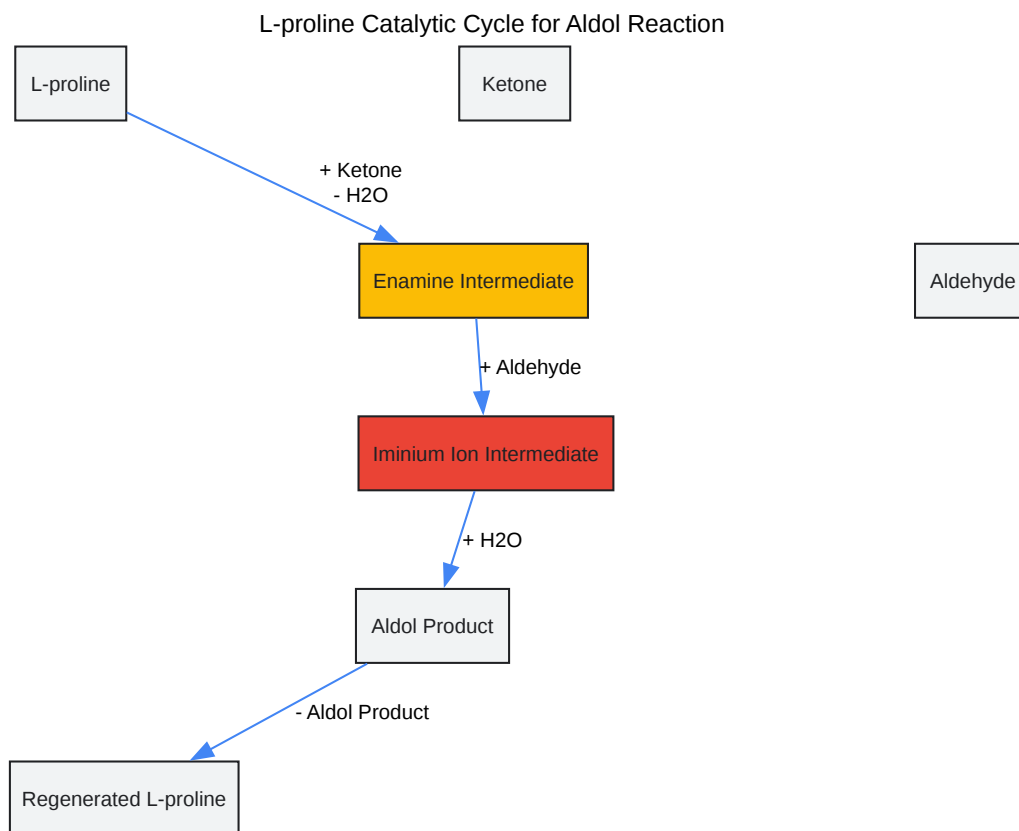 L-proline Catalytic Cycle for Aldol Reaction
L-proline
Ketone
+ Ketone
- H2O
Enamine Intermediate
Aldehyde
+ Aldehyde
Iminium Ion Intermediate
+ H2O
Aldol Product
- Aldol Product
Regenerated L-proline